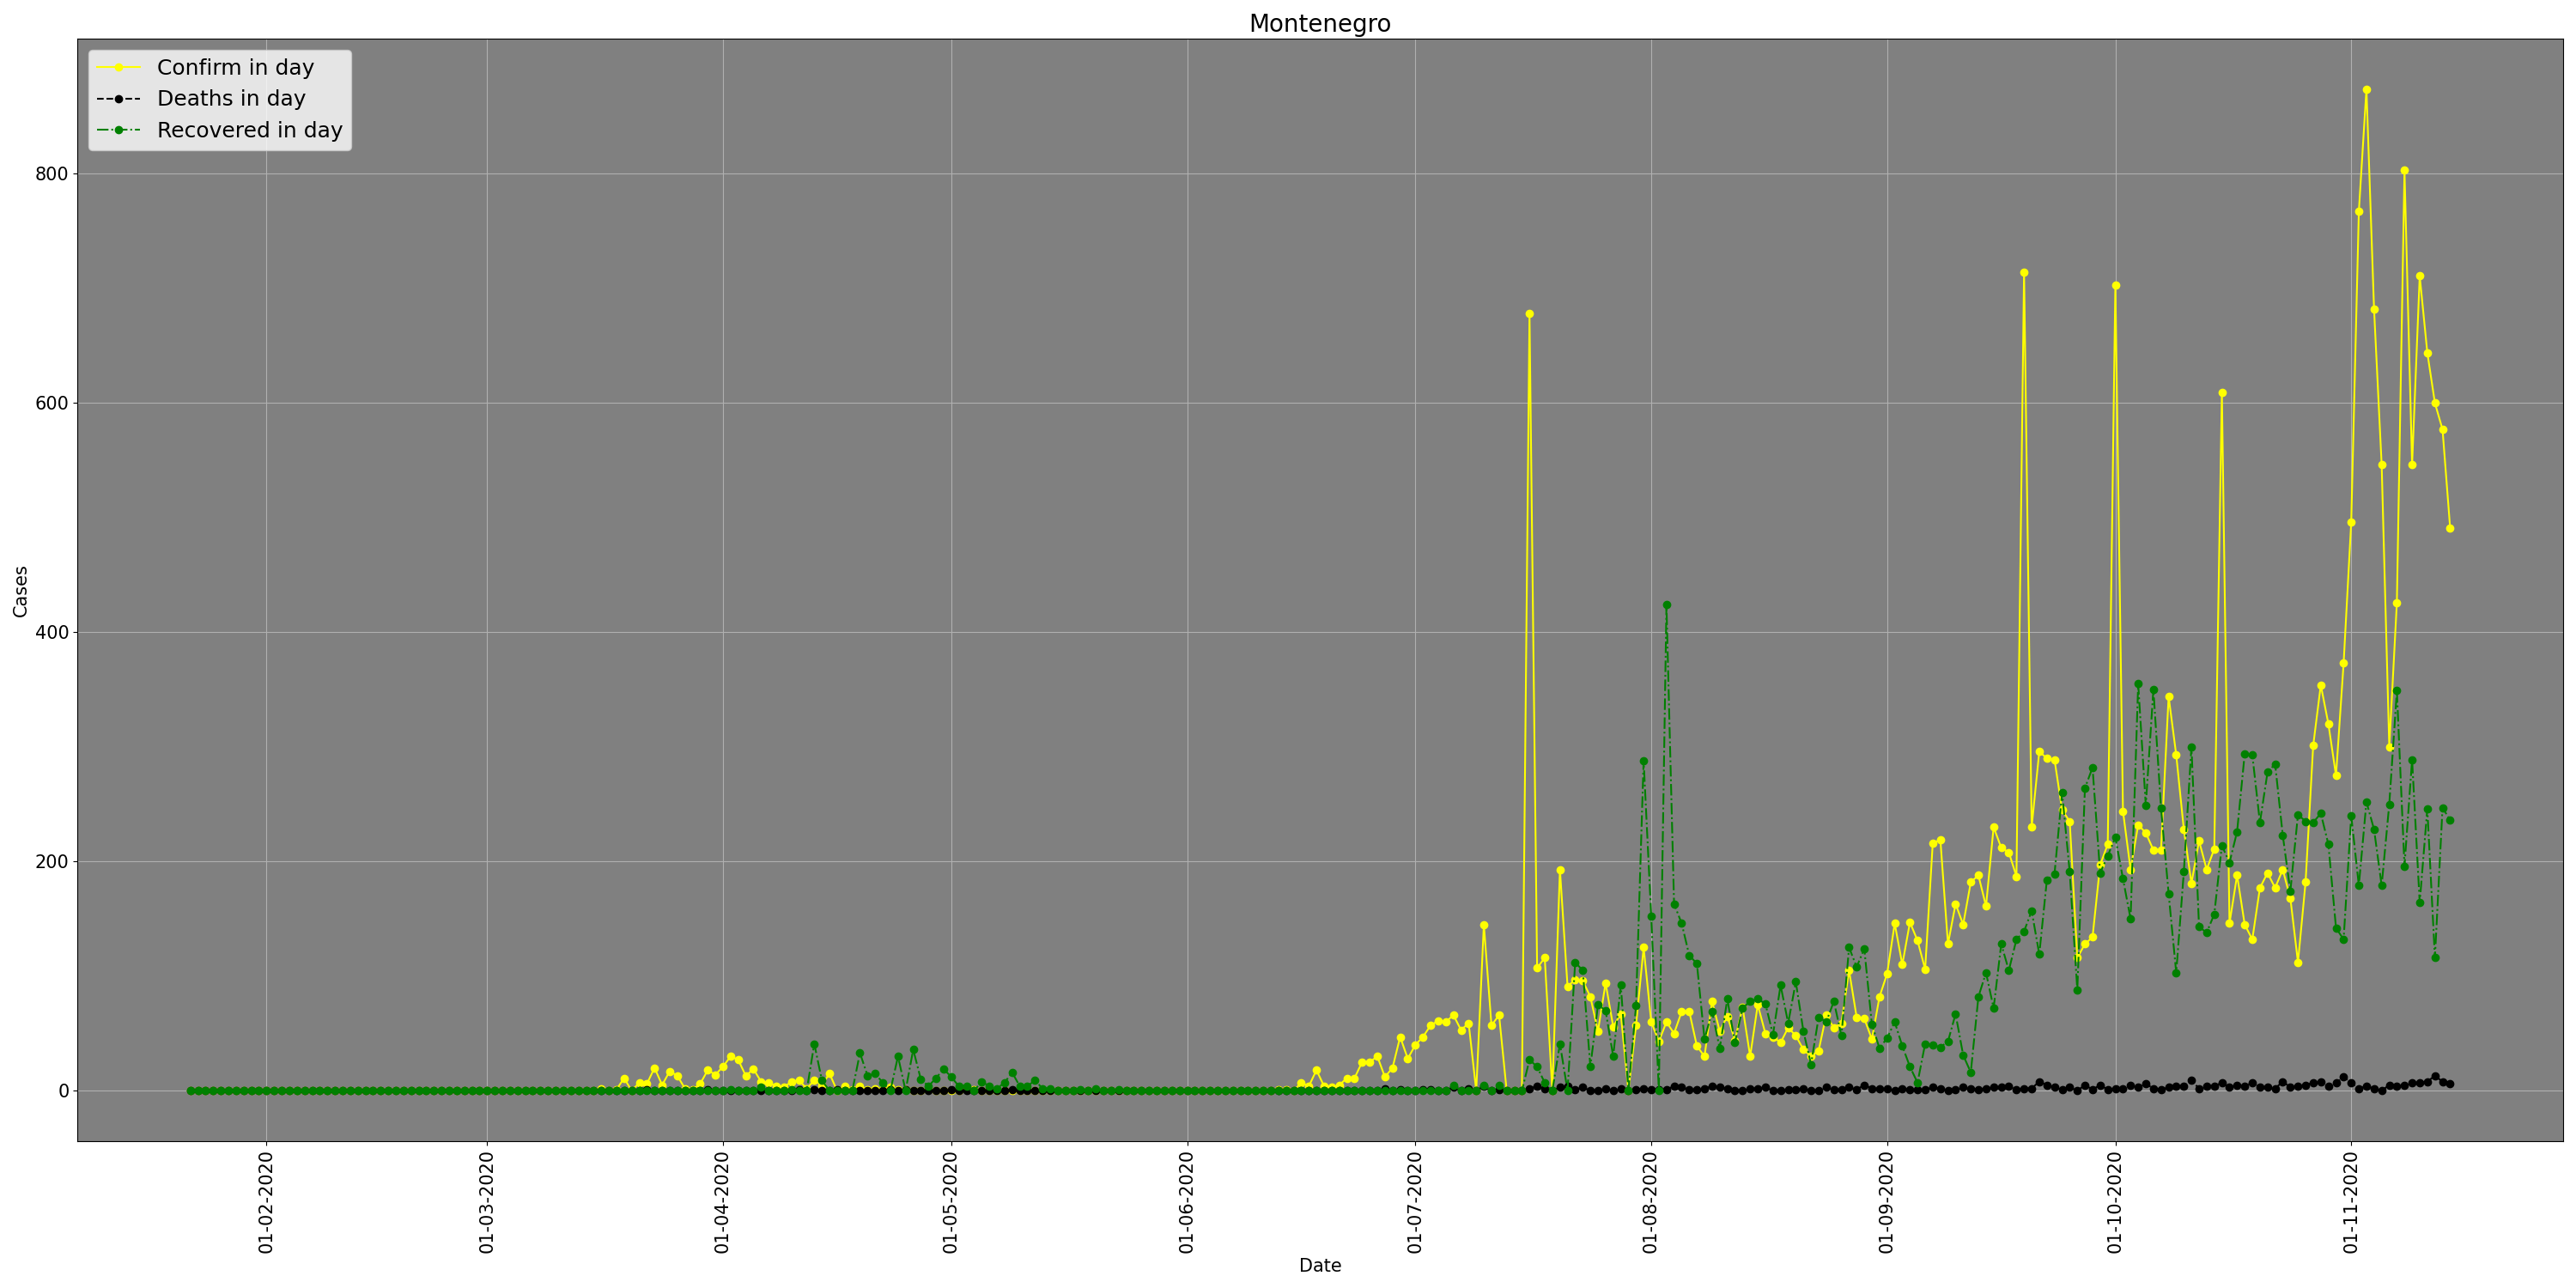 Montenegro
Confirm in day
Deaths in day
Recovered in day
800
600
400
200
0
Cases
01-02-2020
01-03-2020
01-04-2020
01-05-2020
01-06-2020
01-07-2020
01-08-2020
01-09-2020
01-10-2020
01-11-2020
Date